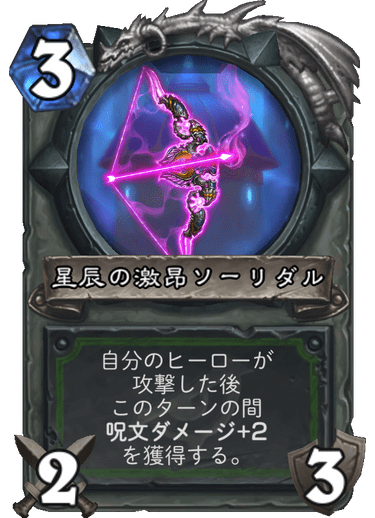 3
星辰の激昂ソーリダル
自分のヒーローが
攻撃した後
このターンの間
呪文ダメージ+2
を獲得する。
2
3